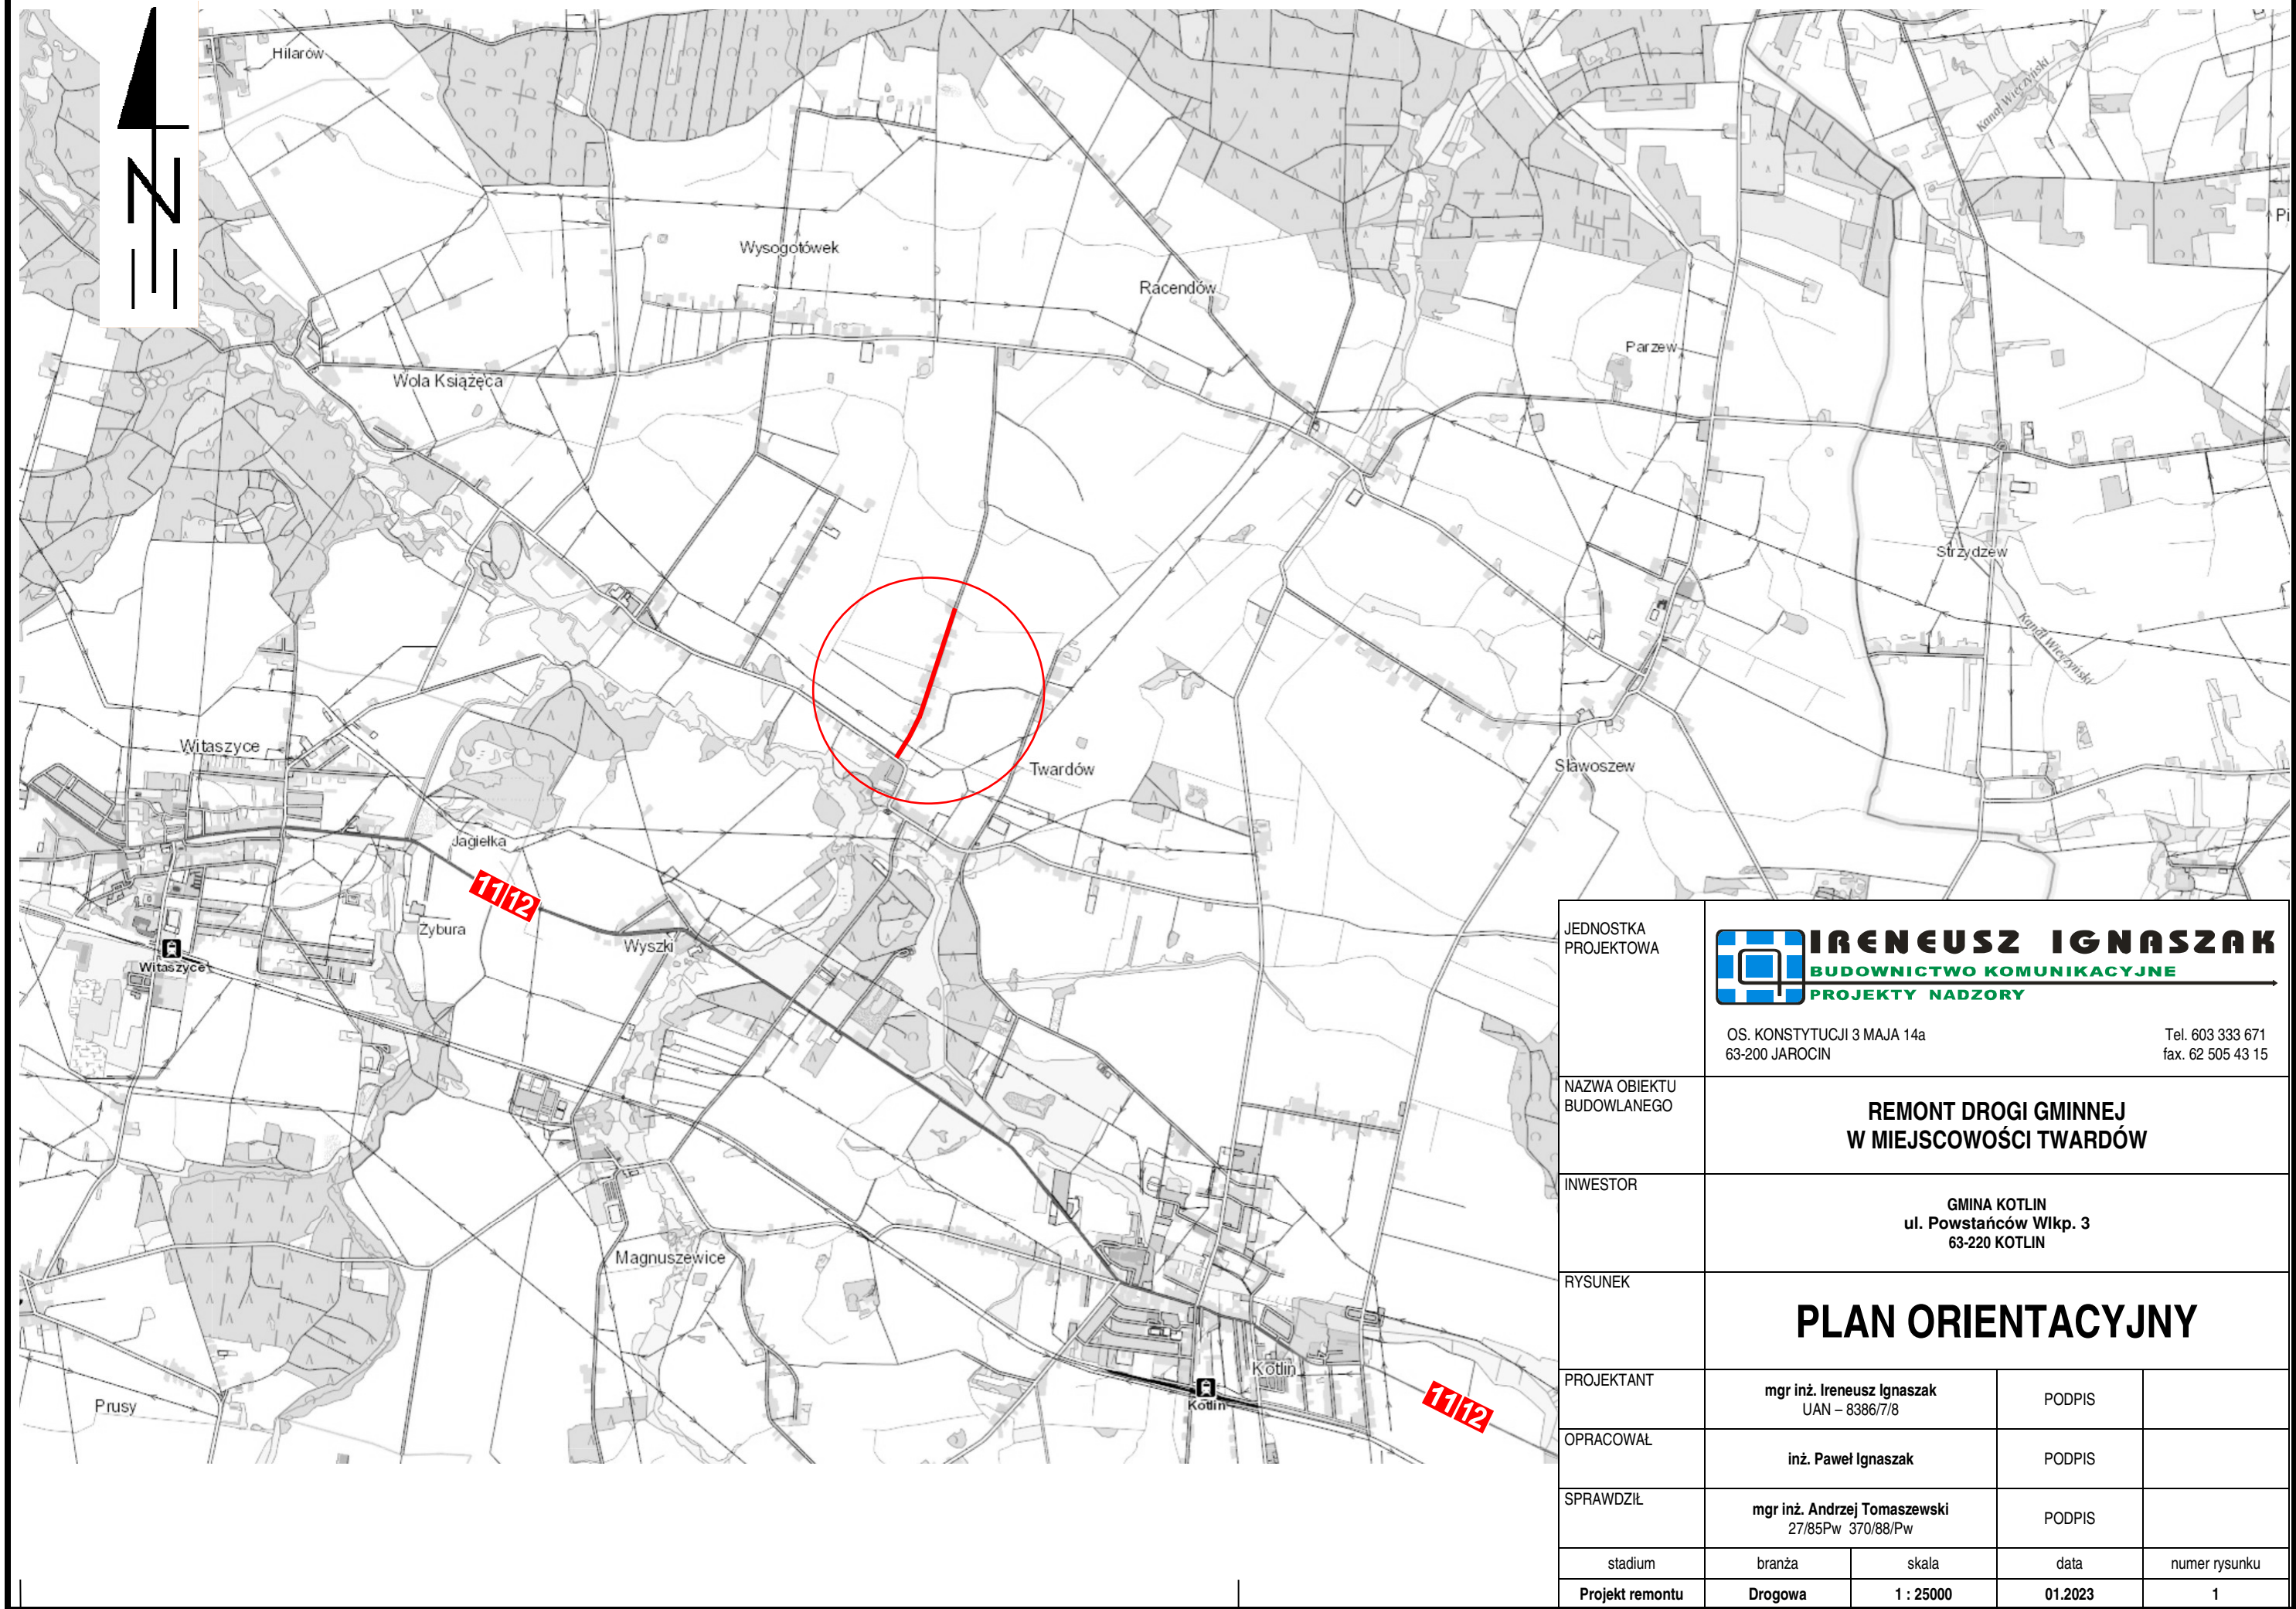 N
Hilarów
Kanał Wieczyński
Wysogotówek
Racendów
Parzew
Wola Książęca
Strzydzew
Kanał Wieczyński
Witaszyce
Twardów
Sławoszew
Jagiełka
11|12
Zybura
Wyszki
Witaszyce
Magnuszewice
Kotlin
Kotlin
11|12
Prusy
Pi
JEDNOSTKA
PROJEKTOWA
IRENEUSZ IGNASZAK
BUDOWNICTWO KOMUNIKACYJNE
PROJEKTY NADZORY
OS. KONSTYTUCJI 3 MAJA 14a
63-200 JAROCIN
Tel. 603 333 671
fax. 62 505 43 15
NAZWA OBIEKTU
BUDOWLANEGO
REMONT DROGI GMINNEJ
W MIEJSCOWOŚCI TWARDÓW
INWESTOR
GMINA KOTLIN
ul. Powstańców Wlkp. 3
63-220 KOTLIN
RYSUNEK
PLAN ORIENTACYJNY
PROJEKTANT
mgr inż. Ireneusz Ignaszak
UAN – 8386/7/8
PODPIS
OPRACOWAŁ
inż. Paweł Ignaszak
PODPIS
SPRAWDZIŁ
mgr inż. Andrzej Tomaszewski
27/85Pw 370/88/Pw
PODPIS
stadium branża skala data numer rysunku
Projekt remontu Drogowa 1 : 25000 01.2023 1